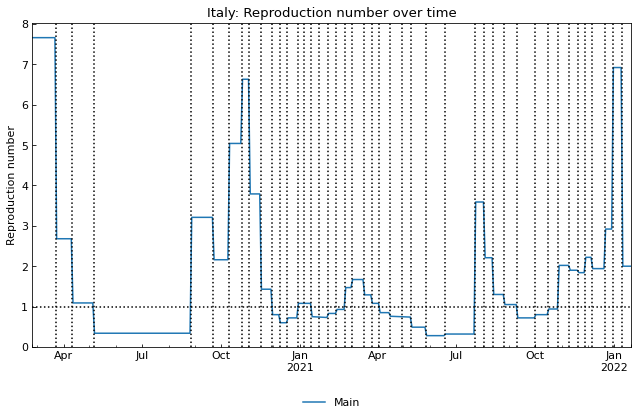 Italy: Reproduction number over time
Reproduction number
8
7
6
5
4
3
2
1
0
Apr
Jul
Oct
Jan
2021
Apr
Jul
Oct
Jan
2022
Main